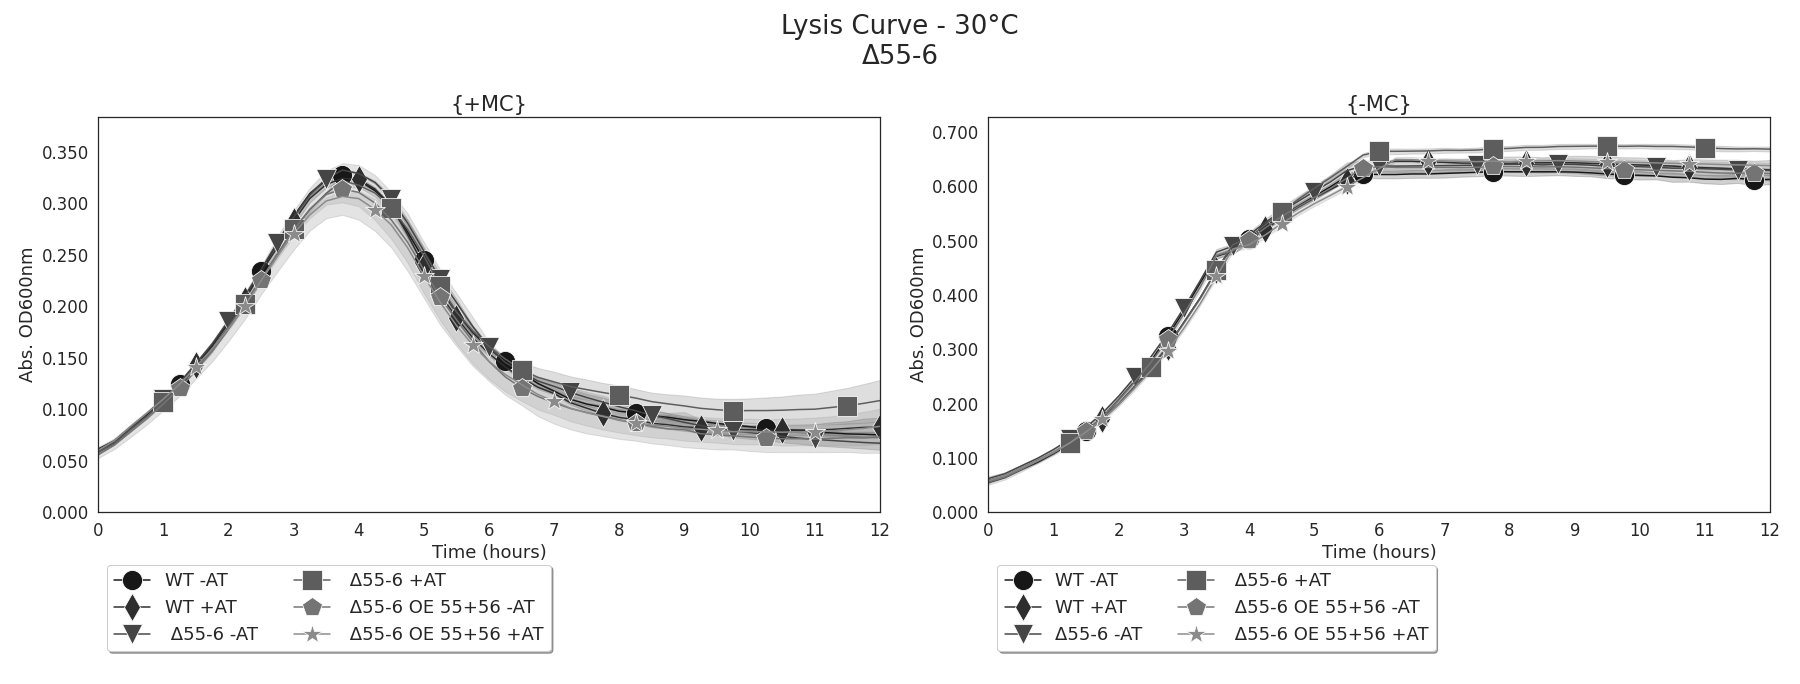 Lysis Curve - 30°C
Δ55-6
{+MC}
0.350
0.300
0.250
0.200
0.150
0.100
0.050
0.000
Abs. OD600nm
0 1 2 3 4 5 6 7 8 9 10 11 12
Time (hours)
WT -AT
WT +AT
Δ55-6 -AT
Δ55-6 +AT
Δ55-6 OE 55+56 -AT
Δ55-6 OE 55+56 +AT
{-MC}
0.700
0.600
0.500
0.400
0.300
0.200
0.100
0.000
Abs. OD600nm
0 1 2 3 4 5 6 7 8 9 10 11 12
Time (hours)
WT -AT
WT +AT
Δ55-6 -AT
Δ55-6 +AT
Δ55-6 OE 55+56 -AT
Δ55-6 OE 55+56 +AT